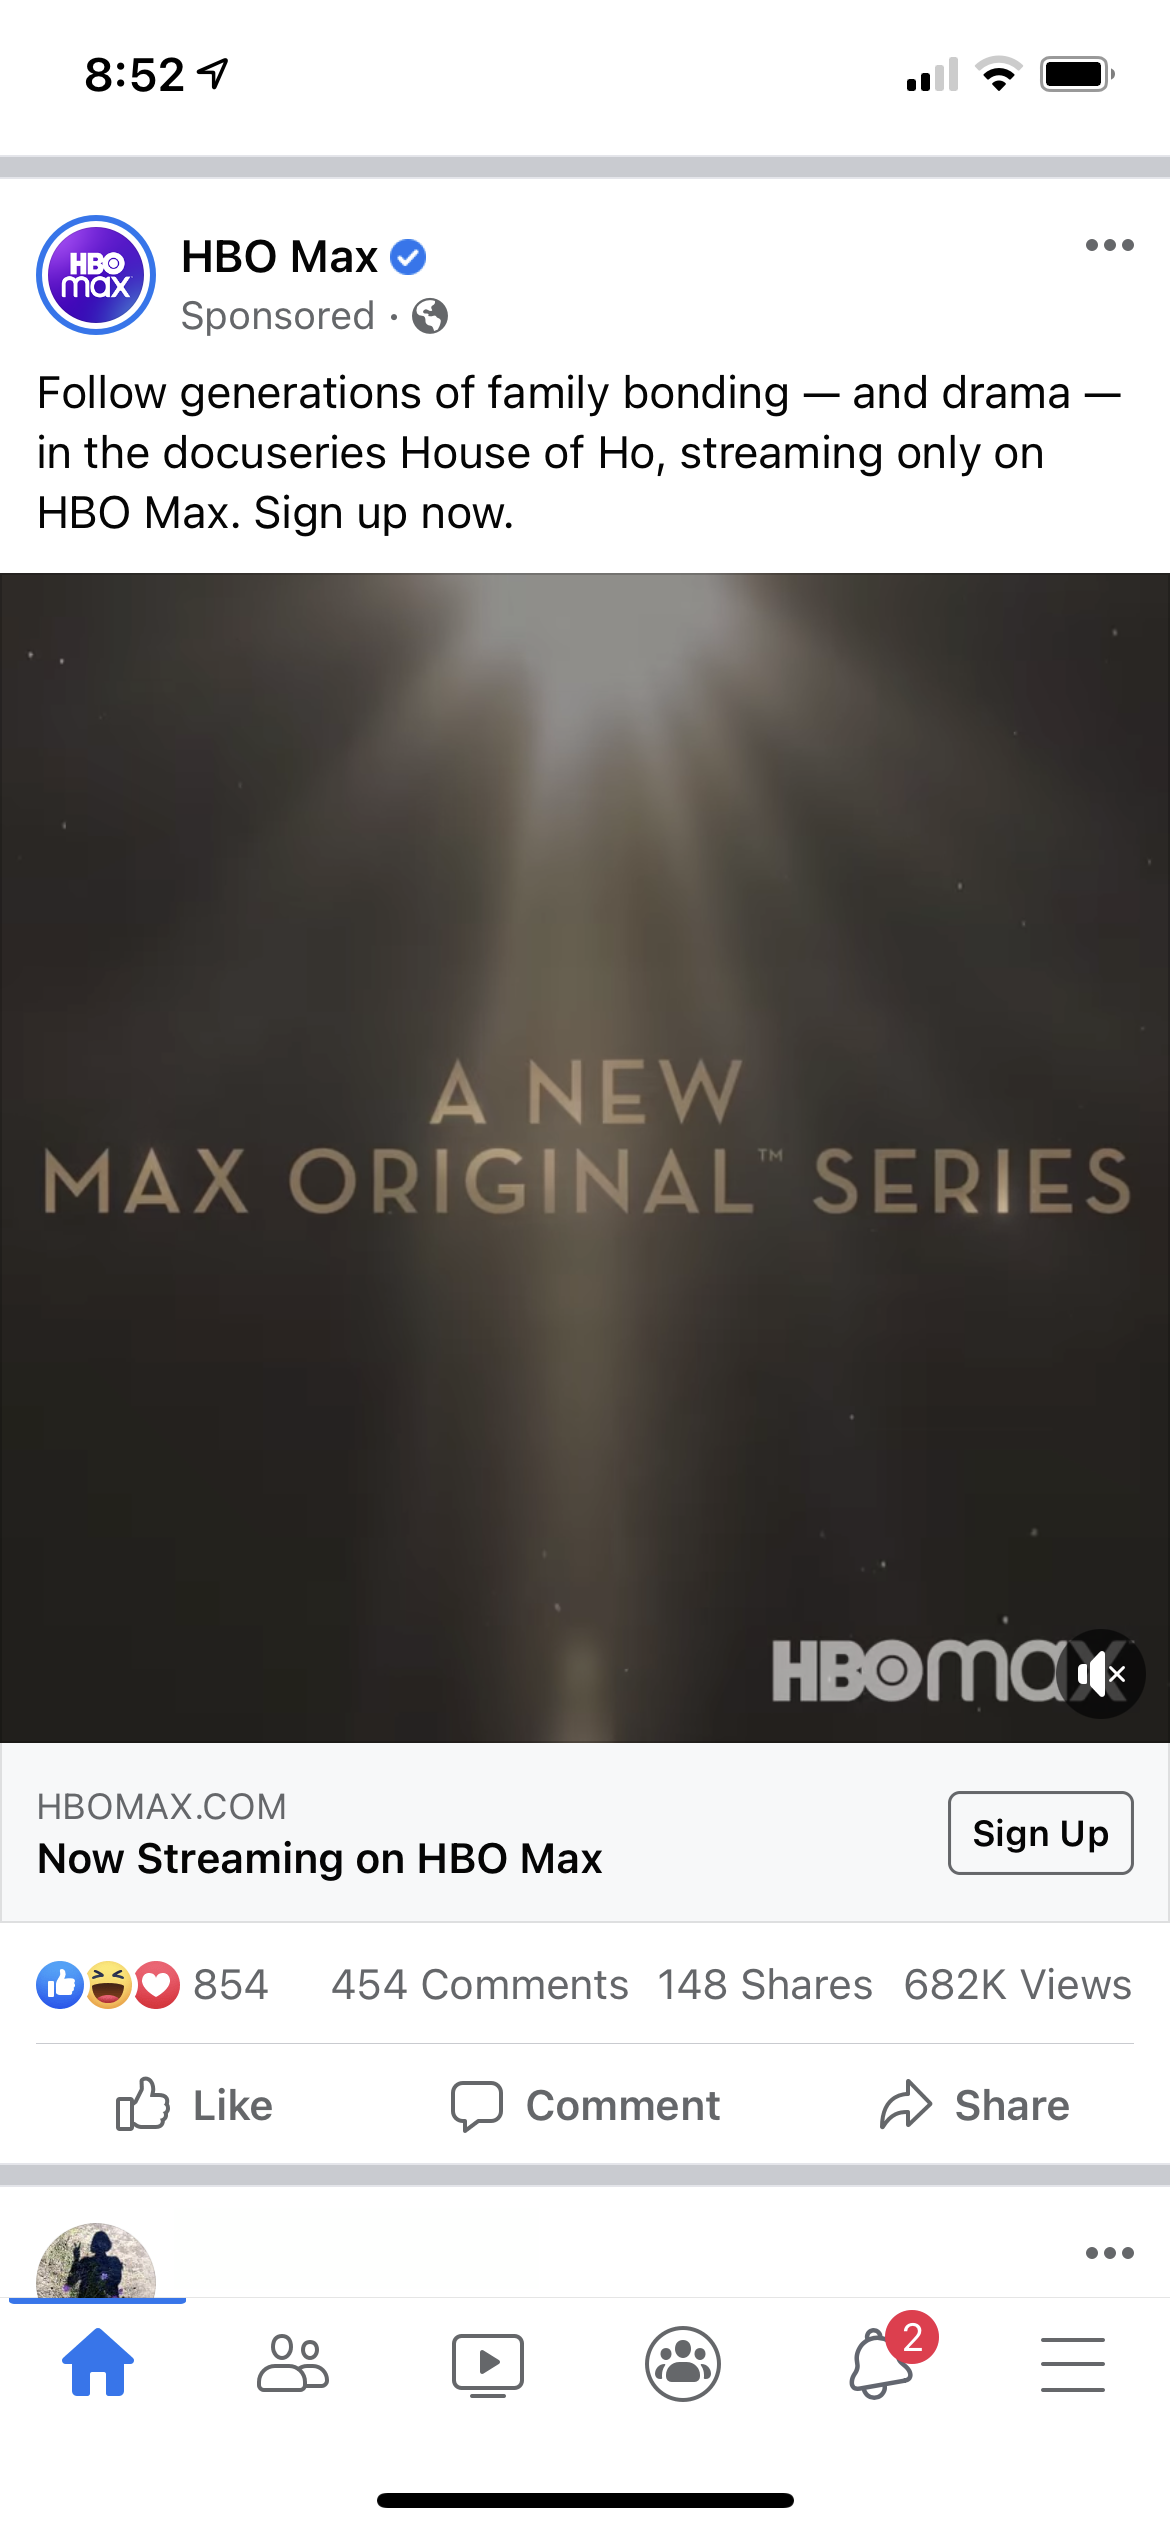 8:52
HBO max
HBO Max
Sponsored ·
Follow generations of family bonding — and drama —
in the docuseries House of Ho, streaming only on
HBO Max. Sign up now.
A NEW
MAX ORIGINAL™ SERIES
HBOmax
HBOMAX.COM
Now Streaming on HBO Max
Sign Up
854 454 Comments 148 Shares 682K Views
Like Comment Share
2